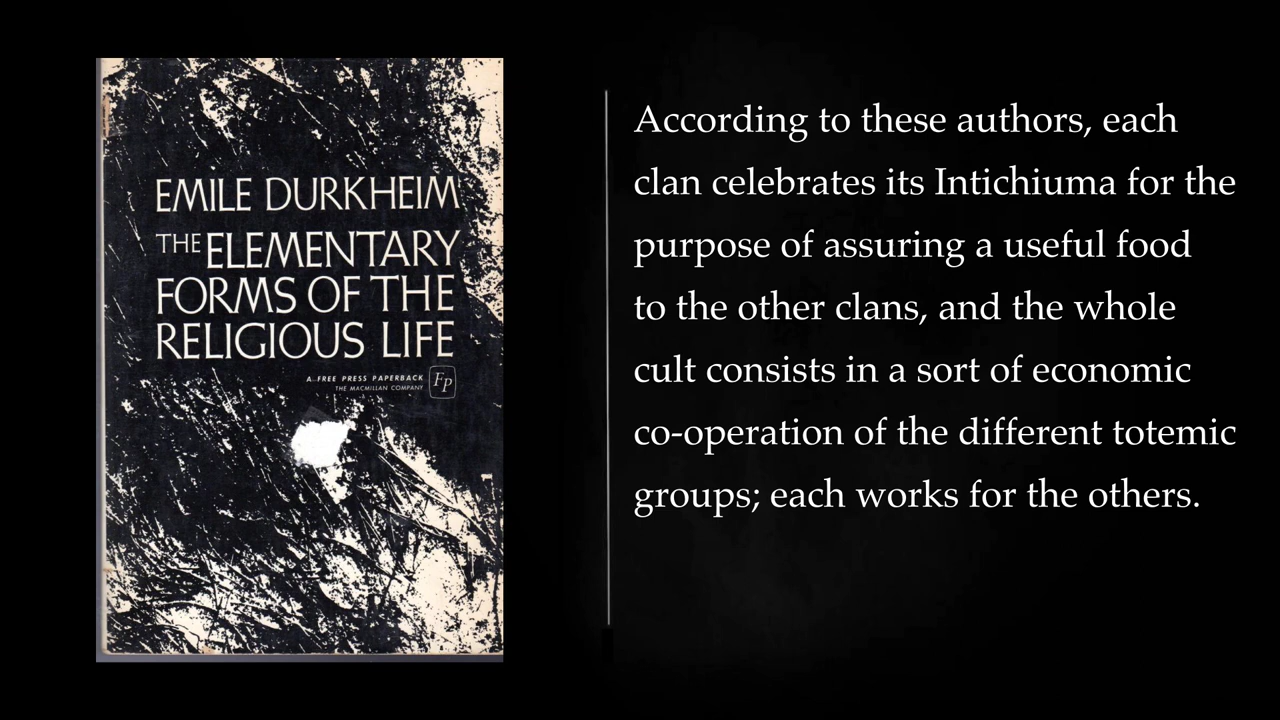 EMILE DURKHEIM
THE ELEMENTARY
FORMS OF THE
RELIGIOUS LIFE
A FREE PRESS PAPERBACK
THE MACMILLAN COMPANY
Fp
According to these authors, each
clan celebrates its Intichiuma for the
purpose of assuring a useful food
to the other clans, and the whole
cult consists in a sort of economic
co-operation of the different totemic
groups; each works for the others.